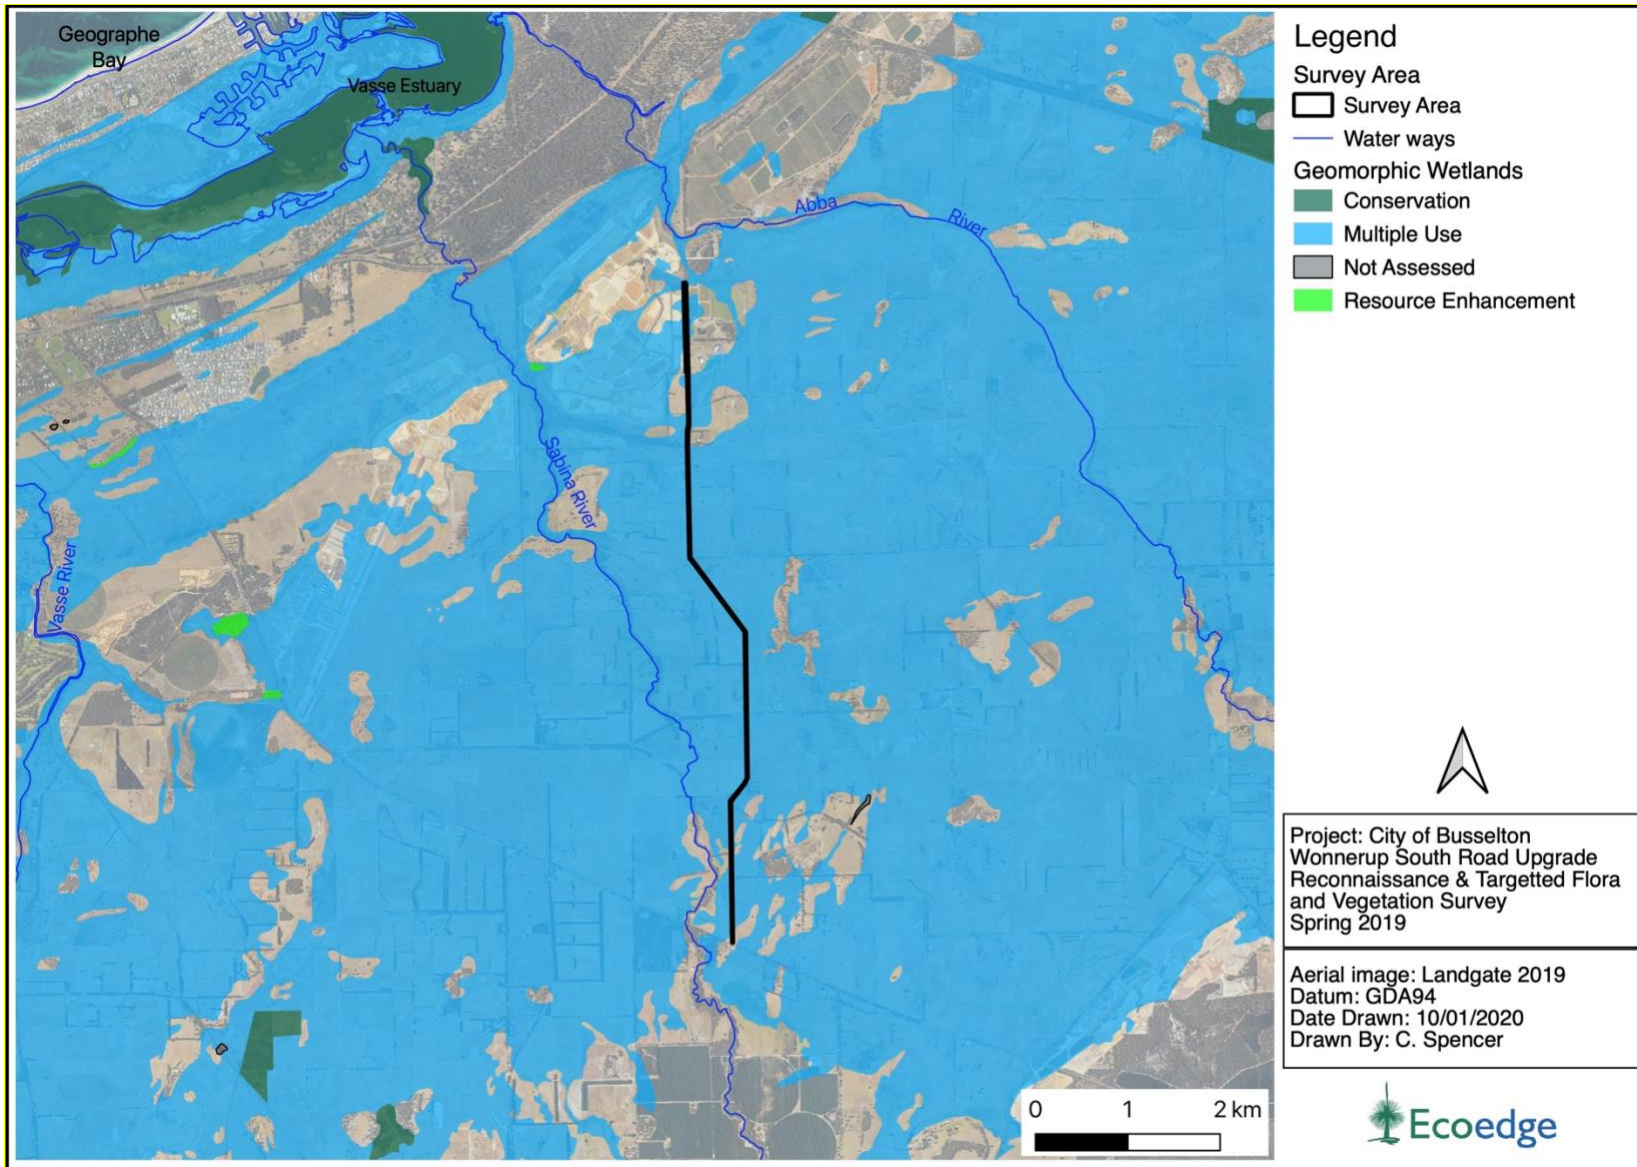 Geographe
Bay
Vasse Estuary
Abba
River
Sabina River
Vasse River
0 1 2 km
Legend
Survey Area
Survey Area
Water ways
Geomorphic Wetlands
Conservation
Multiple Use
Not Assessed
Resource Enhancement
Project: City of Busselton
Wonnerup South Road Upgrade
Reconnaissance & Targetted Flora
and Vegetation Survey
Spring 2019
Aerial image: Landgate 2019
Datum: GDA94
Date Drawn: 10/01/2020
Drawn By: C. Spencer
Ecoedge